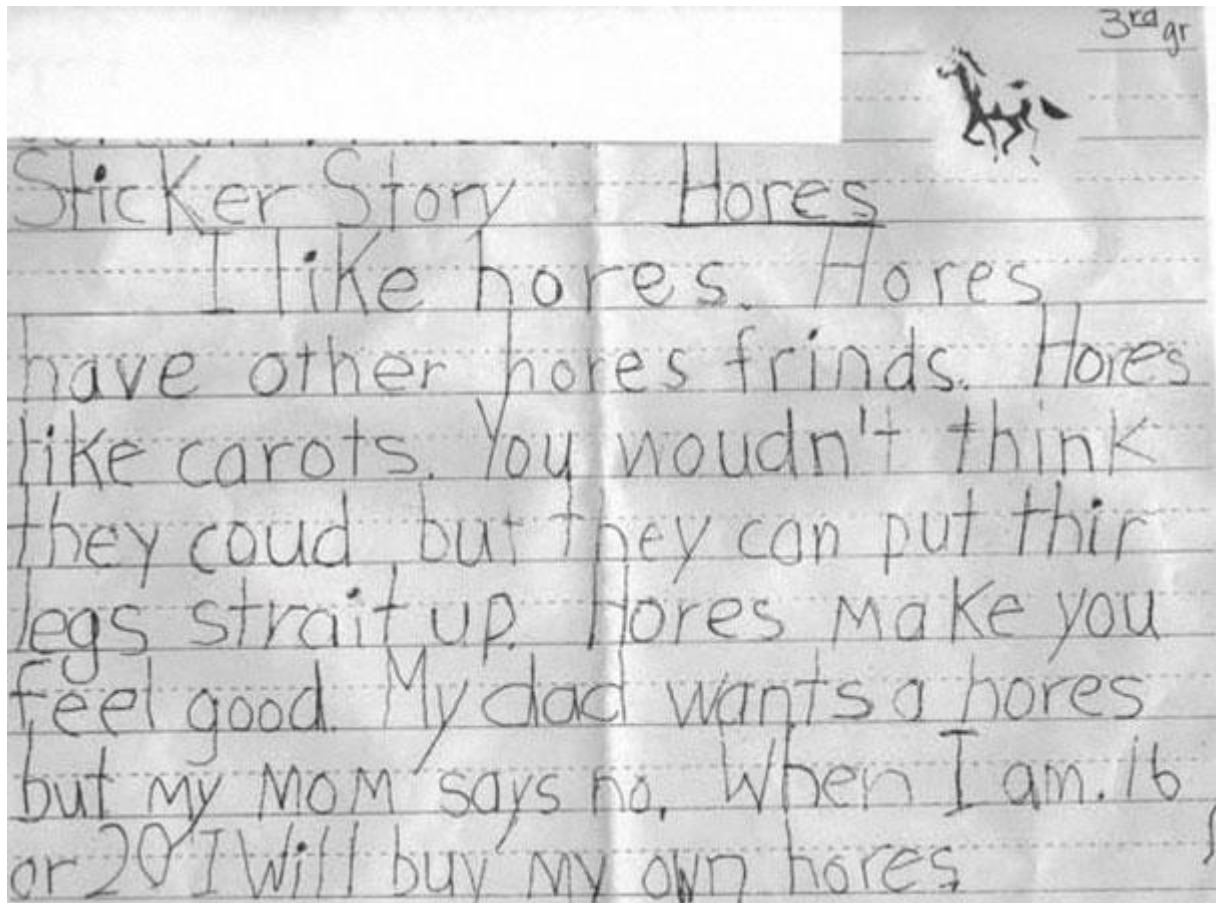 3rd gr
Sticker Story Hores
I like hores. Hores
have other hores frinds. Hores
like carots. You woudn't think
they coud but they can put thir
legs strait up. Hores make you
feel good. My dad wants a hores
but my mom says no. When I am. 16
or 20 I will buy my own hores